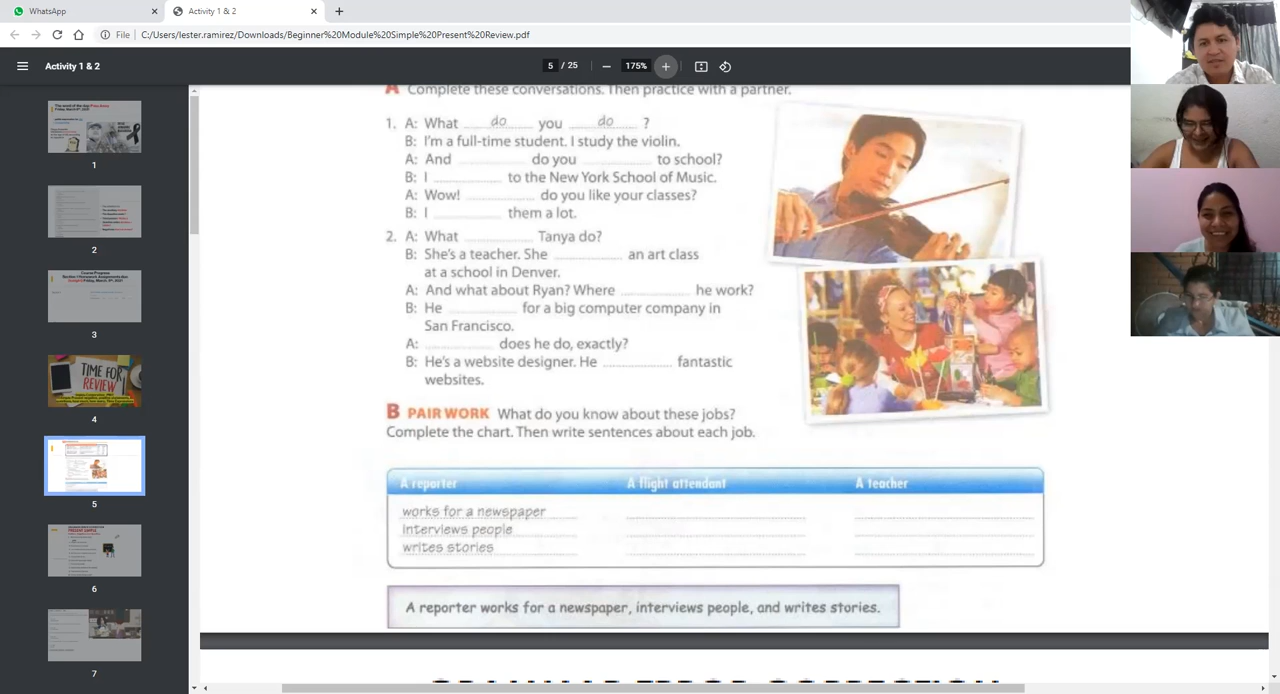 WhatsApp
Activity 1 & 2
File
C:/Users/lester.ramirez/Downloads/Beginner%20Module%20Simple%20Present%20Review.pdf
Activity 1 & 2
5 / 25
175%
A Complete these conversations. Then practice with a partner.
1. A: What do you do ?
B: I'm a full-time student. I study the violin.
A: And do you to school?
B: I to the New York School of Music.
A: Wow! do you like your classes?
B: I them a lot.
2. A: What Tanya do?
B: She's a teacher. She an art class
at a school in Denver.
A: And what about Ryan? Where he work?
B: He for a big computer company in
San Francisco.
A: does he do, exactly?
B: He's a website designer. He fantastic
websites.
B PAIR WORK What do you know about these jobs?
Complete the chart. Then write sentences about each job.
A reporter A flight attendant A teacher
works for a newspaper
interviews people
writes stories
A reporter works for a newspaper, interviews people, and writes stories.
1
2
3
TIME FOR
REVIEW
4
5
PRESENT SIMPLE
6
7